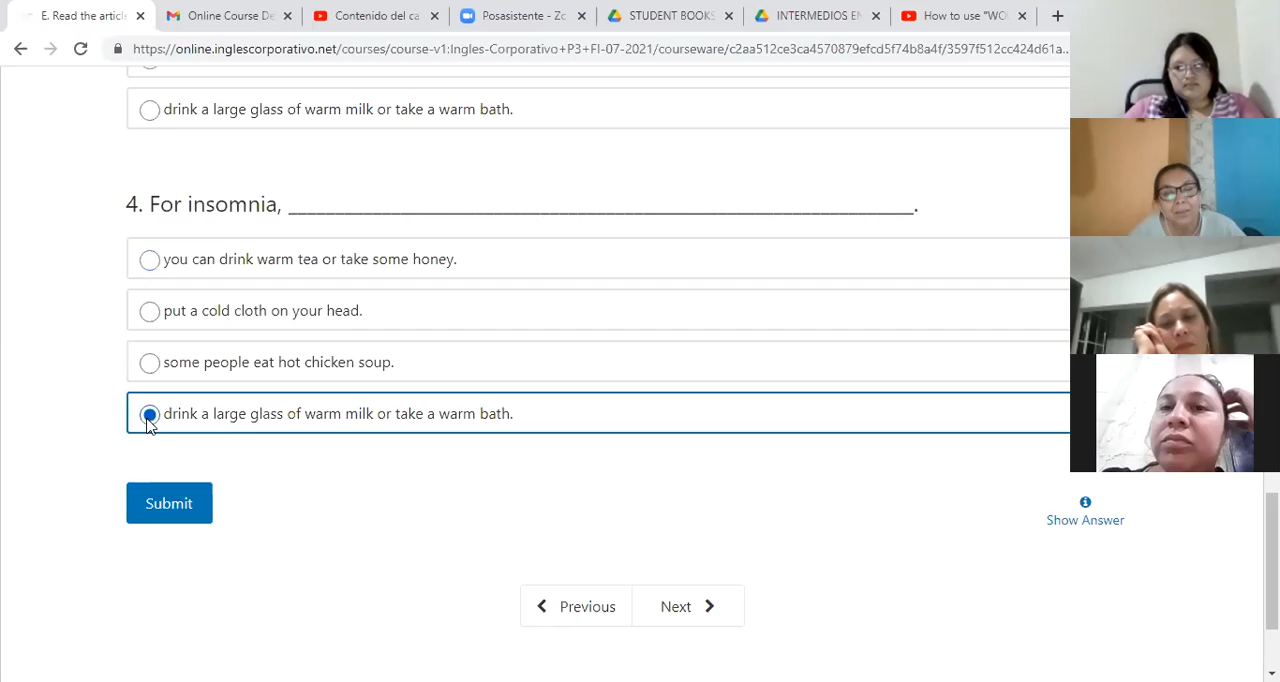 E. Read the articl
Online Course De
Contenido del ca
Posasistente - Zc
STUDENT BOOKS
INTERMEDIOS EN
How to use "WO
https://online.inglescorporativo.net/courses/course-v1:Ingles-Corporativo+P3+FI-07-2021/courseware/c2aa512ce3ca4570879efcd5f74b8a4f/3597f512cc424d61a...
drink a large glass of warm milk or take a warm bath.
4. For insomnia, ______________________________________________________.
you can drink warm tea or take some honey.
put a cold cloth on your head.
some people eat hot chicken soup.
drink a large glass of warm milk or take a warm bath.
Submit
Show Answer
Previous
Next